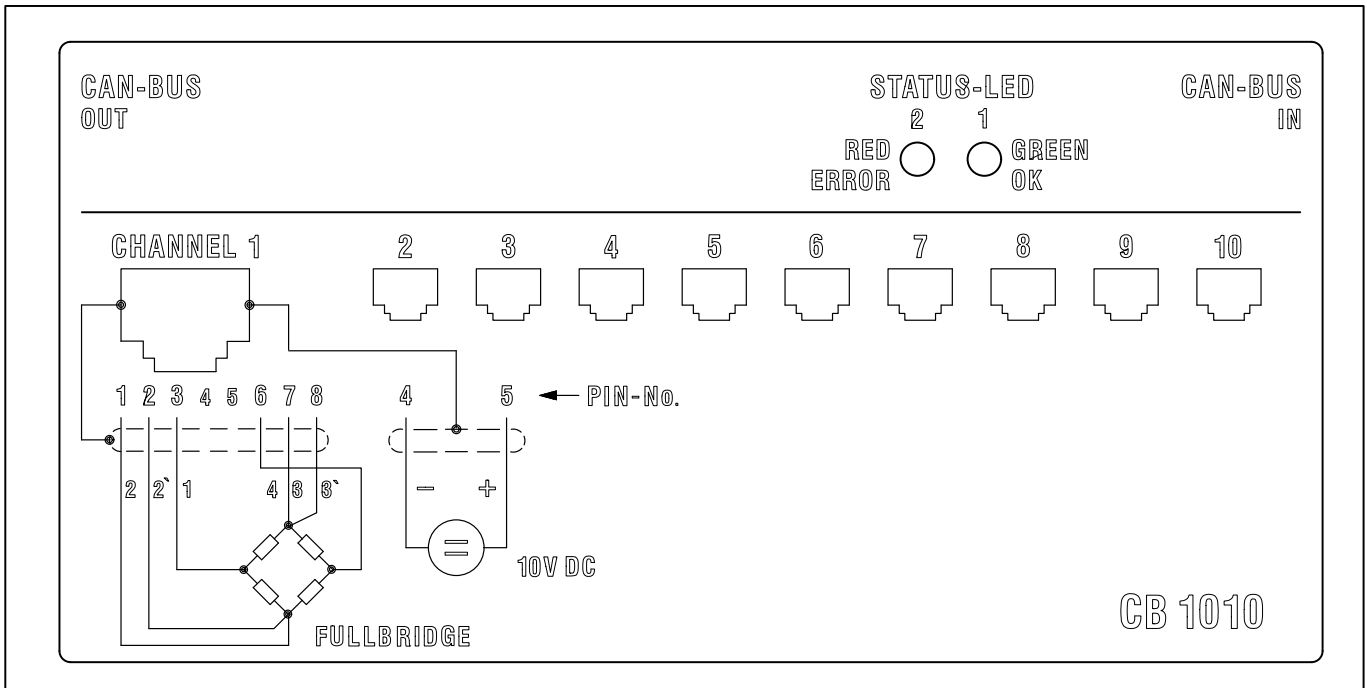 CAN-BUS
OUT
STATUS-LED
2 1
RED
ERROR
GREEN
OK
CAN-BUS
IN
CHANNEL 1 2 3 4 5 6 7 8 9 10
1 2 3 4 5 6 7 8 4 5 PIN-No.
2 2` 1 4 3 3` - +
10V DC
FULLBRIDGE
CB 1010